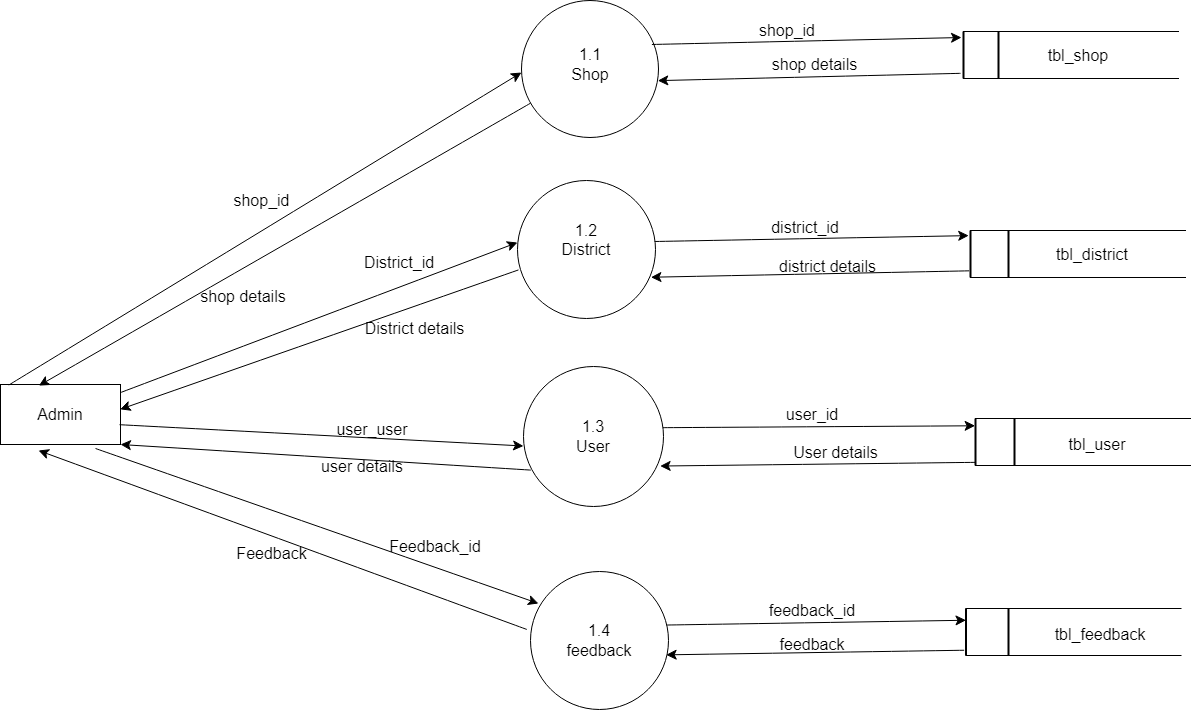 shop_id
1.1
Shop
shop details
tbl_shop
shop_id
shop details
1.2
District
district_id
district details
tbl_district
District_id
District details
Admin
user_user
user details
1.3
User
user_id
User details
tbl_user
Feedback_id
Feedback
1.4
feedback
feedback_id
feedback
tbl_feedback